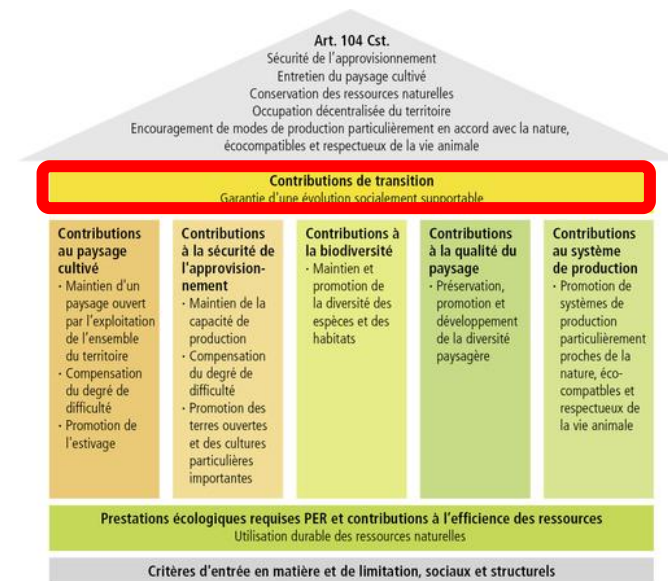 Art. 104 Cst.
Sécurité de l'approvisionnement
Entretien du paysage cultivé
Conservation des ressources naturelles
Occupation décentralisée du territoire
Encouragement de modes de production particulièrement en accord avec la nature,
écocompatibles et respectueux de la vie animale
Contributions de transition
Garantie d'une évolution socialement supportable
Contributions
au paysage
cultivé
· Maintien d'un
paysage ouvert
par l'exploitation
de l'ensemble
du territoire
· Compensation
du degré de
difficulté
· Promotion de
l'estivage
Contributions
à la sécurité de
l'approvision-
nement
· Maintien de la
capacité de
production
· Compensation
du degré de
difficulté
· Promotion des
terres ouvertes
et des cultures
particulières
importantes
Contributions à
la biodiversité
· Maintien et
promotion de
la diversité des
espèces et des
habitats
Contributions
à la qualité du
paysage
· Préservation,
promotion et
développement
de la diversité
paysagère
Contributions
au système
de production
· Promotion de
systèmes de
production
particulièrement
proches de la
nature, éco-
compatbles et
respectueux de
la vie animale
Prestations écologiques requises PER et contributions à l'efficience des ressources
Utilisation durable des ressources naturelles
Critères d'entrée en matière et de limitation, sociaux et structurels